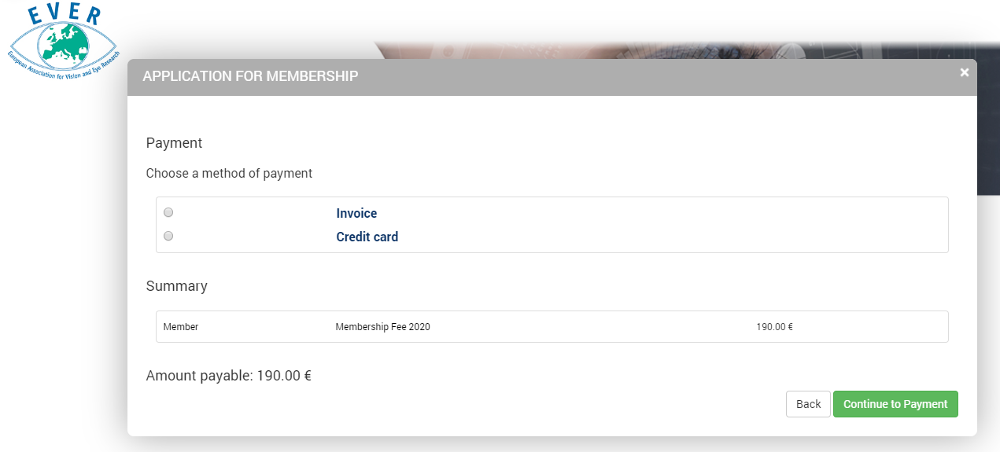 EVER
European Association for Vision and Eye Research
APPLICATION FOR MEMBERSHIP ×
Payment
Choose a method of payment
Invoice
Credit card
Summary
Member Membership Fee 2020 190.00 €
Amount payable: 190.00 €
Back Continue to Payment